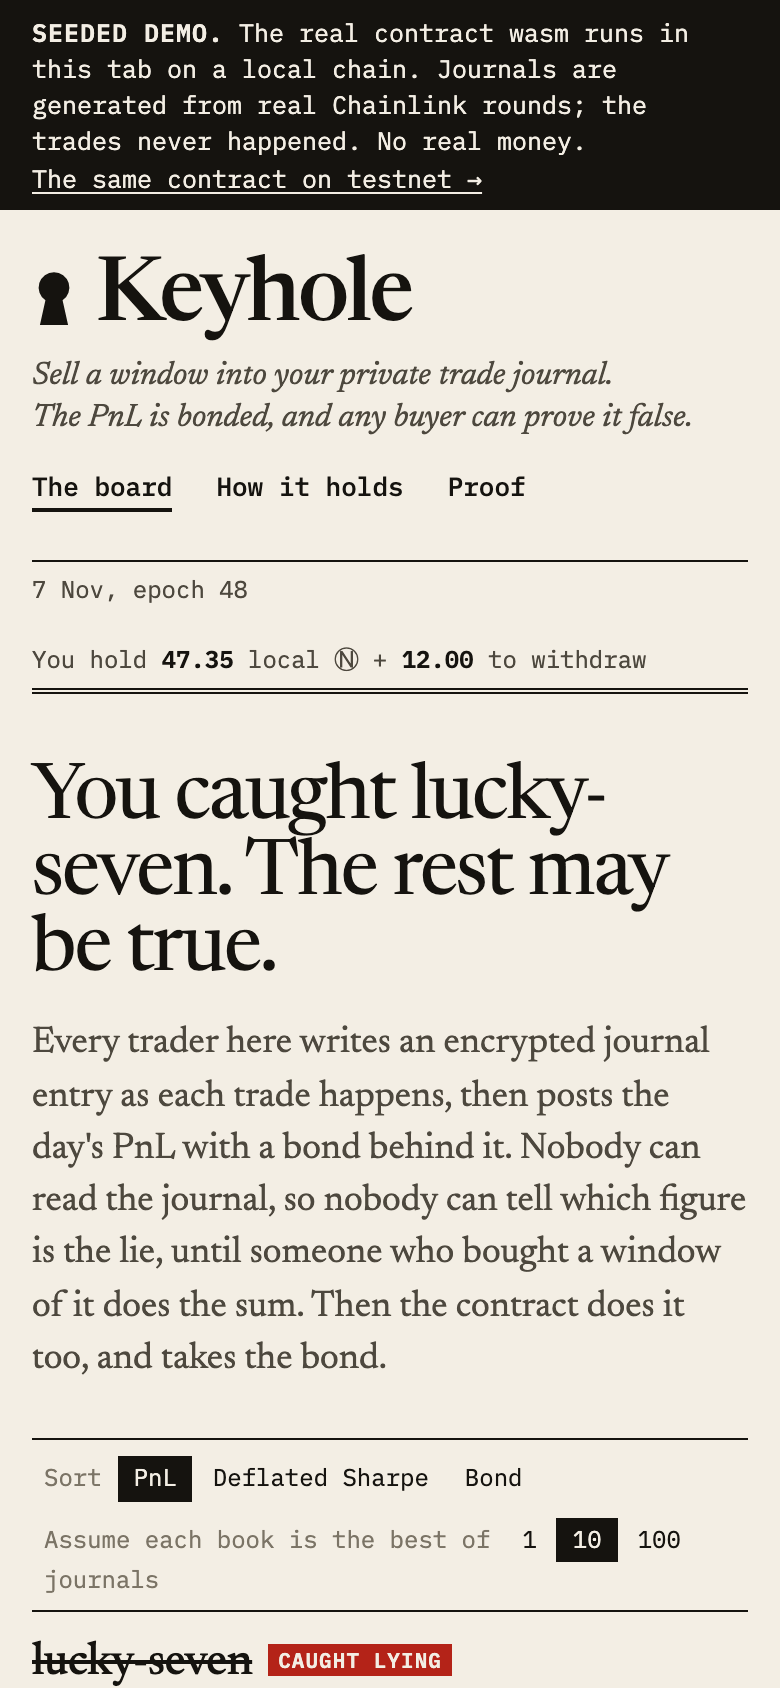 SEEDED DEMO. The real contract wasm runs in
this tab on a local chain. Journals are
generated from real Chainlink rounds; the
trades never happened. No real money.
The same contract on testnet →
Keyhole
Sell a window into your private trade journal.
The PnL is bonded, and any buyer can prove it false.
The board How it holds Proof
7 Nov, epoch 48
You hold 47.35 local Ⓝ + 12.00 to withdraw
You caught lucky-
seven. The rest may
be true.
Every trader here writes an encrypted journal
entry as each trade happens, then posts the
day's PnL with a bond behind it. Nobody can
read the journal, so nobody can tell which figure
is the lie, until someone who bought a window
of it does the sum. Then the contract does it
too, and takes the bond.
Sort PnL Deflated Sharpe Bond
Assume each book is the best of 1 10 100
journals
lucky-seven CAUGHT LYING